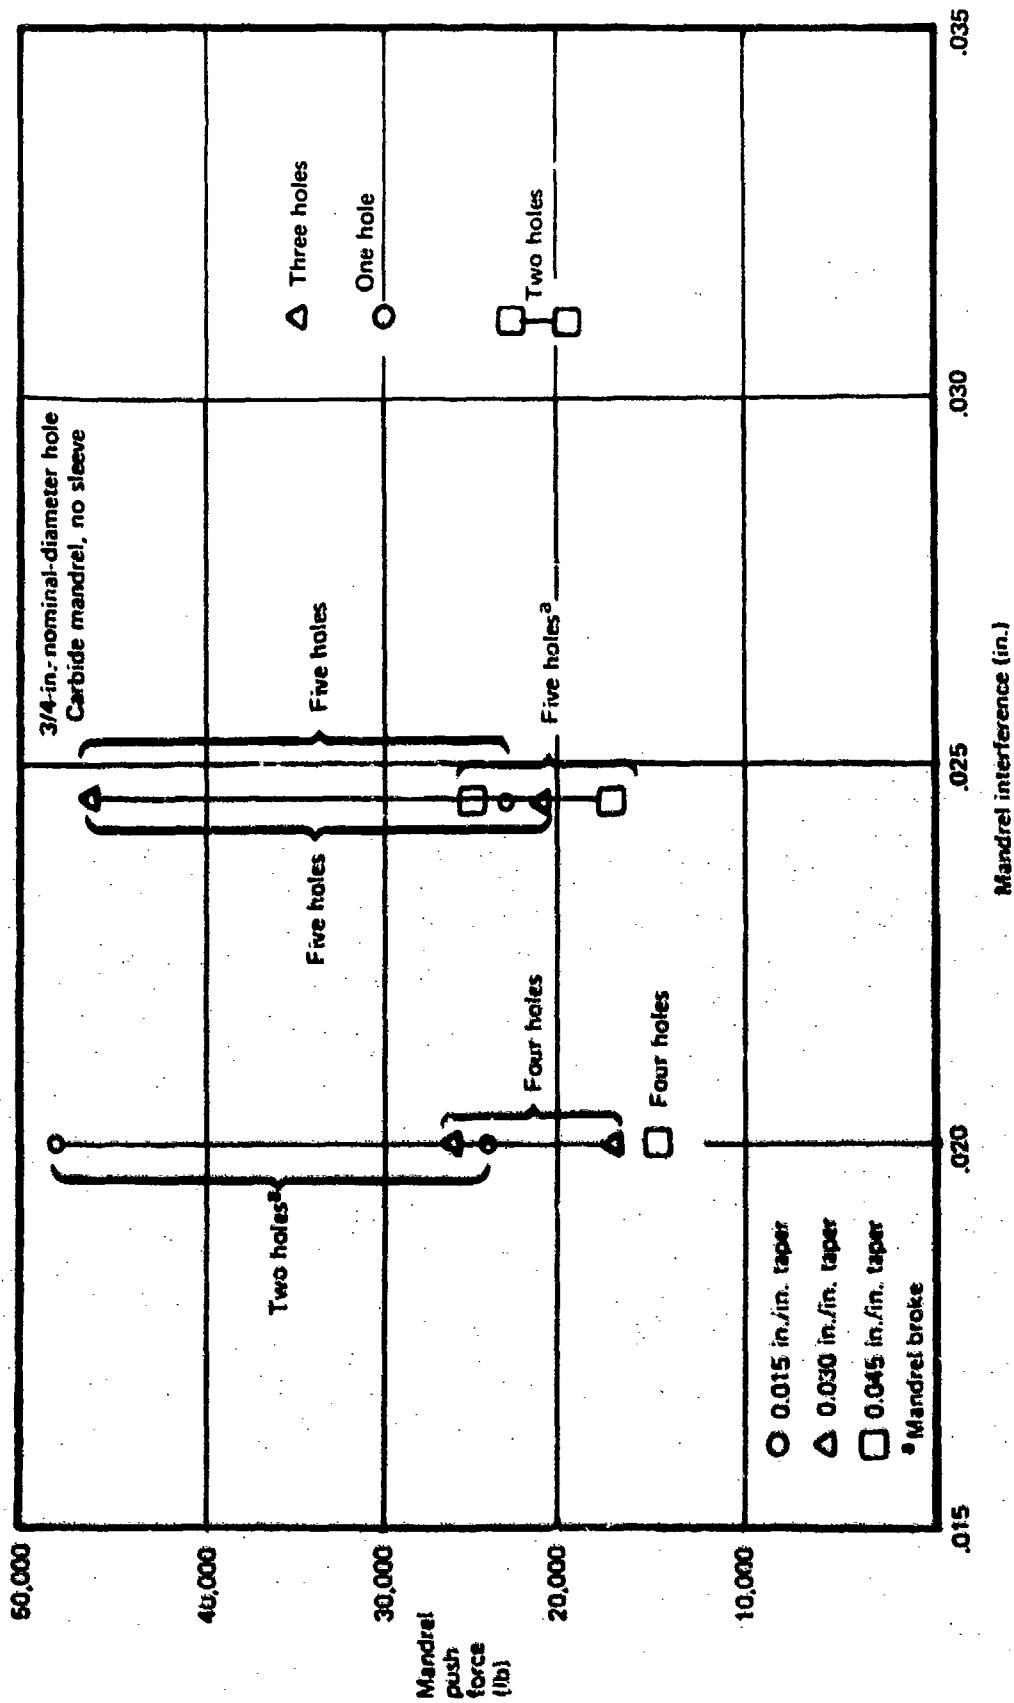 3/4-in.-nominal-diameter hole
Carbide mandrel, no sleeve
50,000
40,000
30,000
20,000
10,000
Mandrel
push
force
(lb)
Two holesᵃ
Four holes
Four holes
Five holes
Five holes
Five holesᵃ
Three holes
One hole
Two holes
0.015 in./in. taper
0.030 in./in. taper
0.045 in./in. taper
ᵃMandrel broke
.015
.020
.025
.030
.035
Mandrel interference (in.)